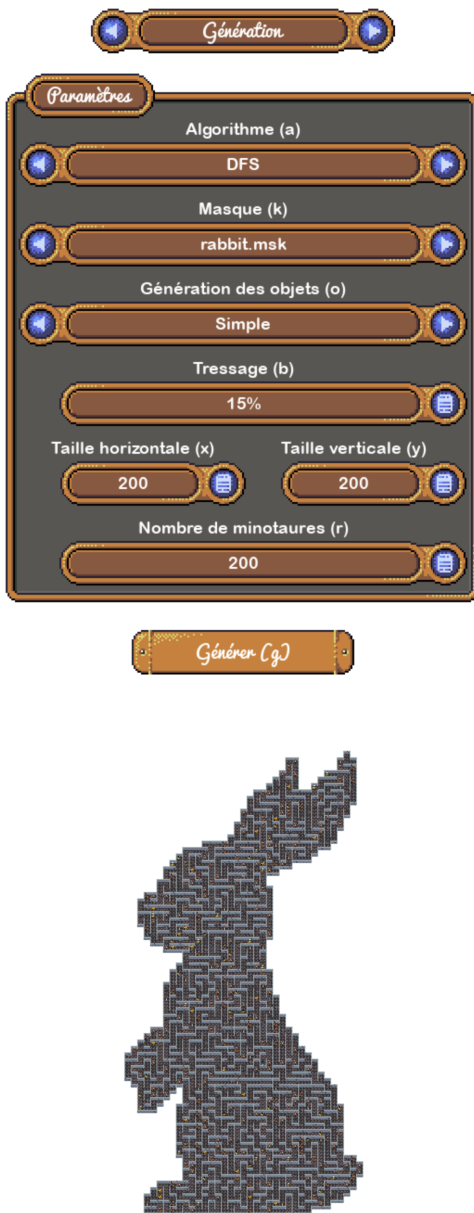 Génération
Paramètres
Algorithme (a)
DFS
Masque (k)
rabbit.msk
Génération des objets (o)
Simple
Tressage (b)
15%
Taille horizontale (x) Taille verticale (y)
200 200
Nombre de minotaures (r)
200
Générer (g)